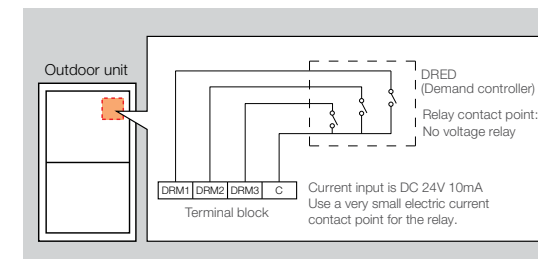 Outdoor unit
DRED
(Demand controller)
Relay contact point:
No voltage relay
DRM1 DRM2 DRM3 C
Terminal block
Current input is DC 24V 10mA
Use a very small electric current
contact point for the relay.